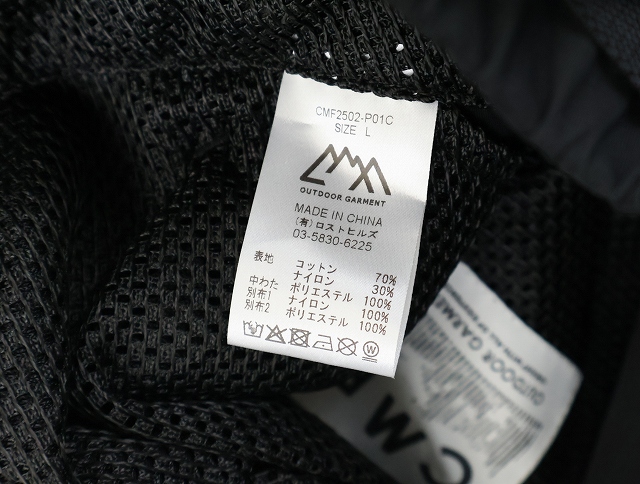 CMF2502-P01C
SIZE L
OUTDOOR GARMENT
MADE IN CHINA
(有)ロストヒルズ
03-5830-6225
表地 コットン 70%
ナイロン 30%
中わた ポリエステル 100%
別布1 ナイロン 100%
別布2 ポリエステル 100%
W
OUTDOOR GARME
CM